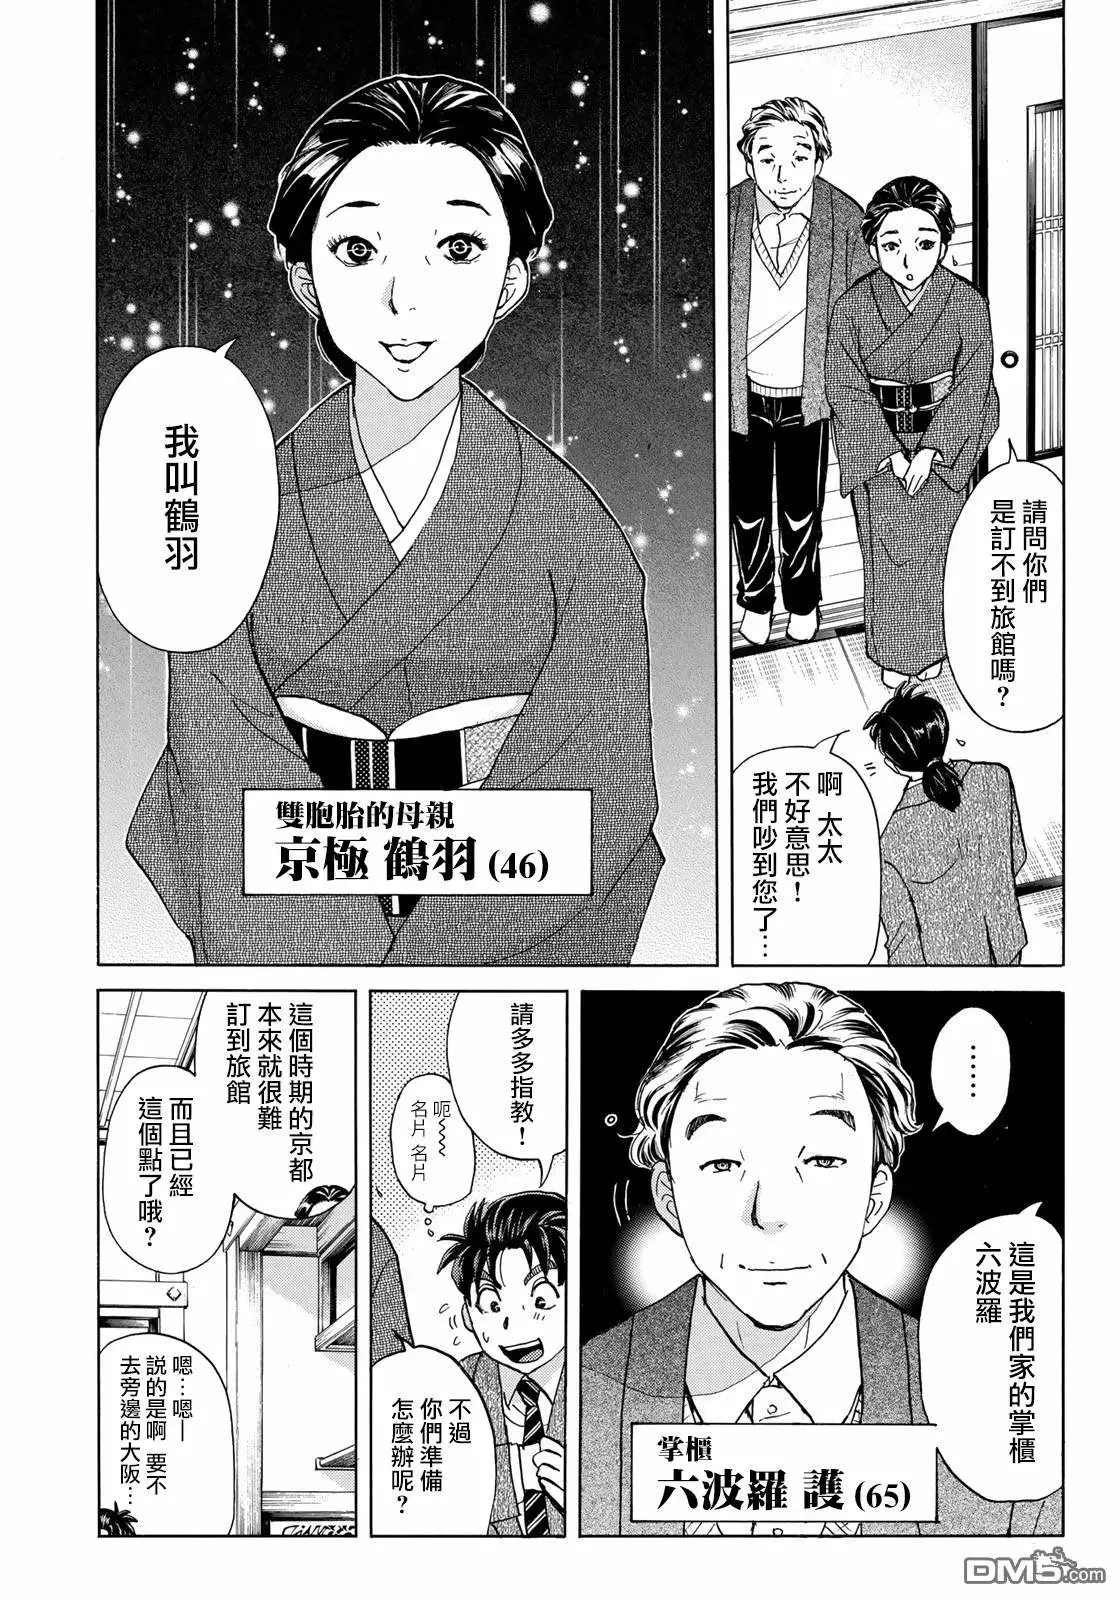 請問你們
是訂不到旅館嗎？
啊 太太
不好意思！
我們吵到您了…
我叫鶴羽
雙胞胎的母親
京極 鶴羽 (46)
……
這是我們家的掌櫃
六波羅
掌櫃
六波羅 護 (65)
請多多指教！
呃~~~
名片 名片
不過
你們準備
怎麼辦呢？
這個時期的京都
本來就很難
訂到旅館
而且已經
這個點了哦？
嗯…嗯—
說的是啊 要不
去旁邊的大阪…
DM5.com